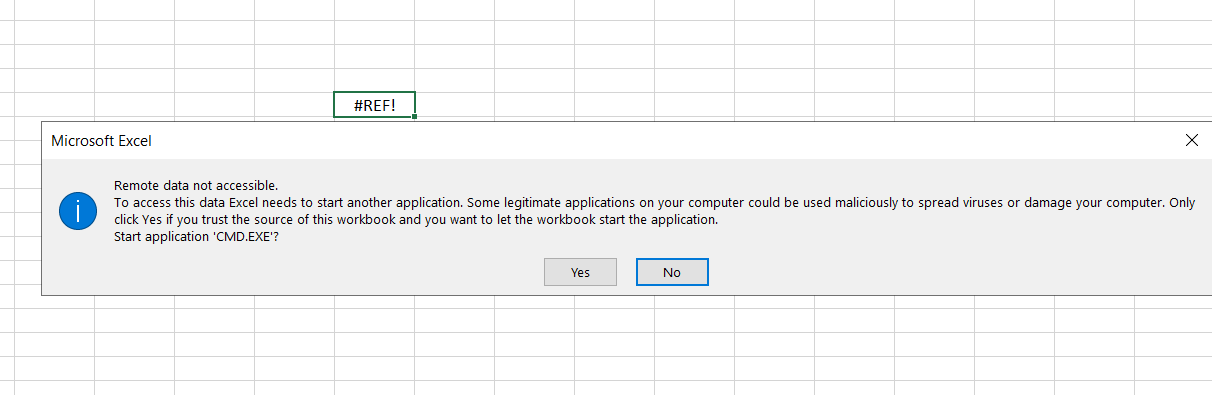 #REF!
Microsoft Excel
Remote data not accessible.
To access this data Excel needs to start another application. Some legitimate applications on your computer could be used maliciously to spread viruses or damage your computer. Only
click Yes if you trust the source of this workbook and you want to let the workbook start the application.
Start application 'CMD.EXE'?
Yes No